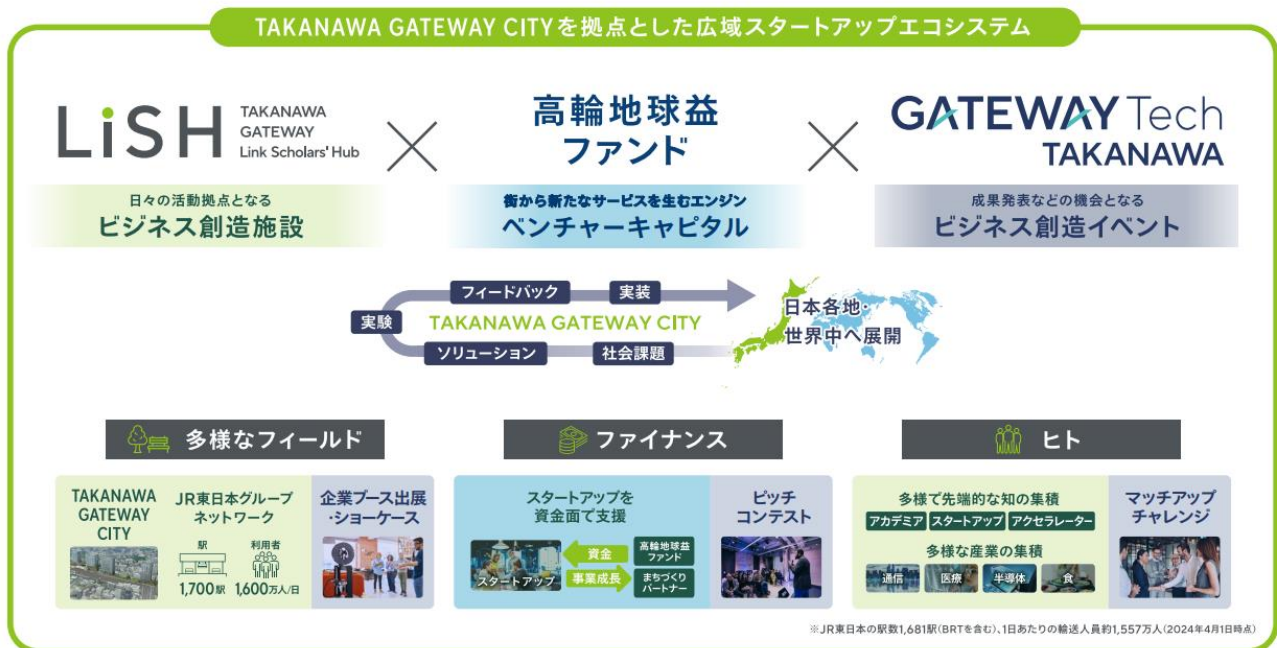 TAKANAWA GATEWAY CITYを拠点とした広域スタートアップエコシステム
LiSH
TAKANAWA
GATEWAY
Link Scholars' Hub
×
高輪地球益
ファンド
×
GATEWAY Tech
TAKANAWA
日々の活動拠点となる
ビジネス創造施設
街から新たなサービスを生むエンジン
ベンチャーキャピタル
成果発表などの機会となる
ビジネス創造イベント
フィードバック
実装
実験
TAKANAWA GATEWAY CITY
ソリューション
社会課題
日本各地・
世界中へ展開
多様なフィールド
TAKANAWA
GATEWAY
CITY
JR東日本グループ
ネットワーク
駅
利用者
1,700駅
1,600万人/日
企業ブース出展
・ショーケース
ファイナンス
スタートアップを
資金面で支援
スタートアップ
資金
事業成長
高輪地球益
ファンド
まちづくり
パートナー
ピッチ
コンテスト
ヒト
多様で先端的な知の集積
アカデミア
スタートアップ
アクセラレーター
多様な産業の集積
通信
医療
半導体
食
マッチアップ
チャレンジ
※JR東日本の駅数1,681駅(BRTを含む)、1日あたりの輸送人員約1,557万人(2024年4月1日時点)